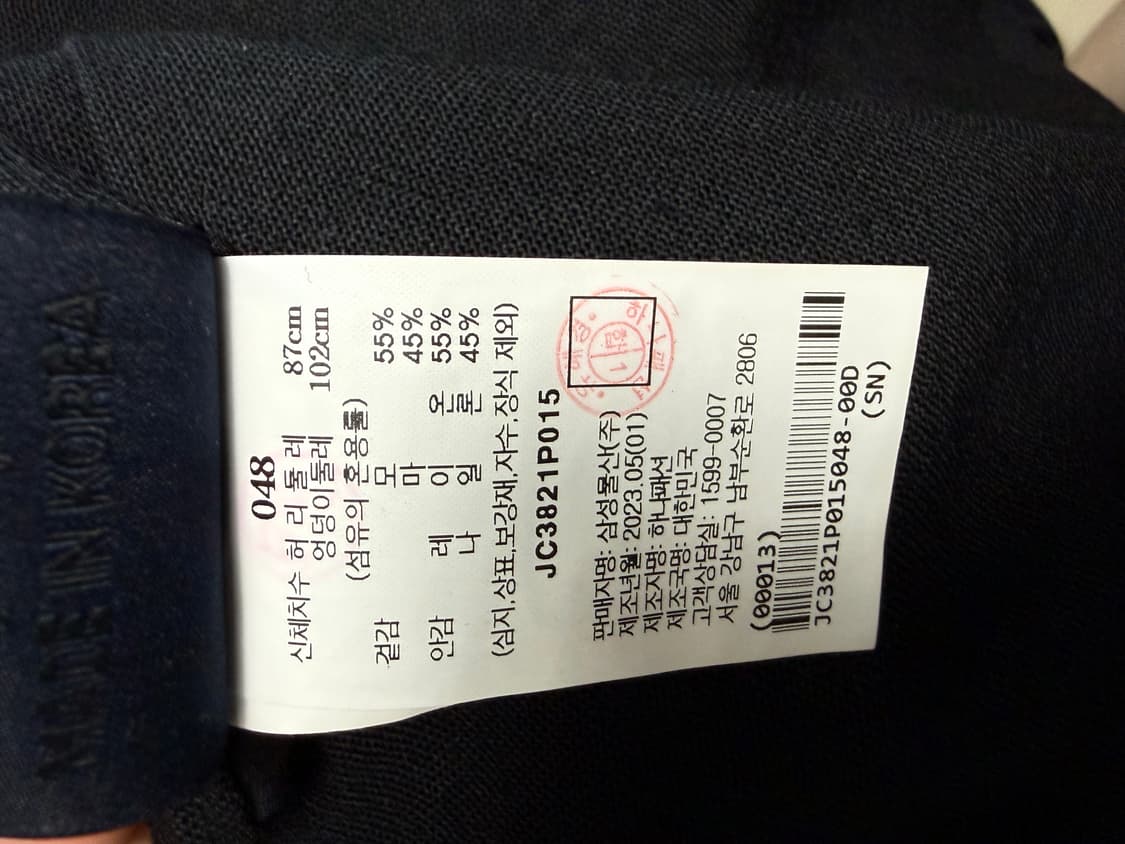 MADE IN KOREA
048
신체치수 허 리 둘 레 87cm
엉덩이둘레 102cm
(섬유의 혼용률)
겉감 모 55%
마 45%
안감 레 이 온 55%
나 일 론 45%
(심지,상표,보강재,자수,장식 제외)
JC3821P015
판매자명: 삼성물산(주)
제조년월: 2023.05(01)
제조자명: 하나패션
제조국명: 대한민국
고객상담실: 1599-0007
서울 강남구 남부순환로 2806
(00013)
JC3821P015048-00D
(SN)